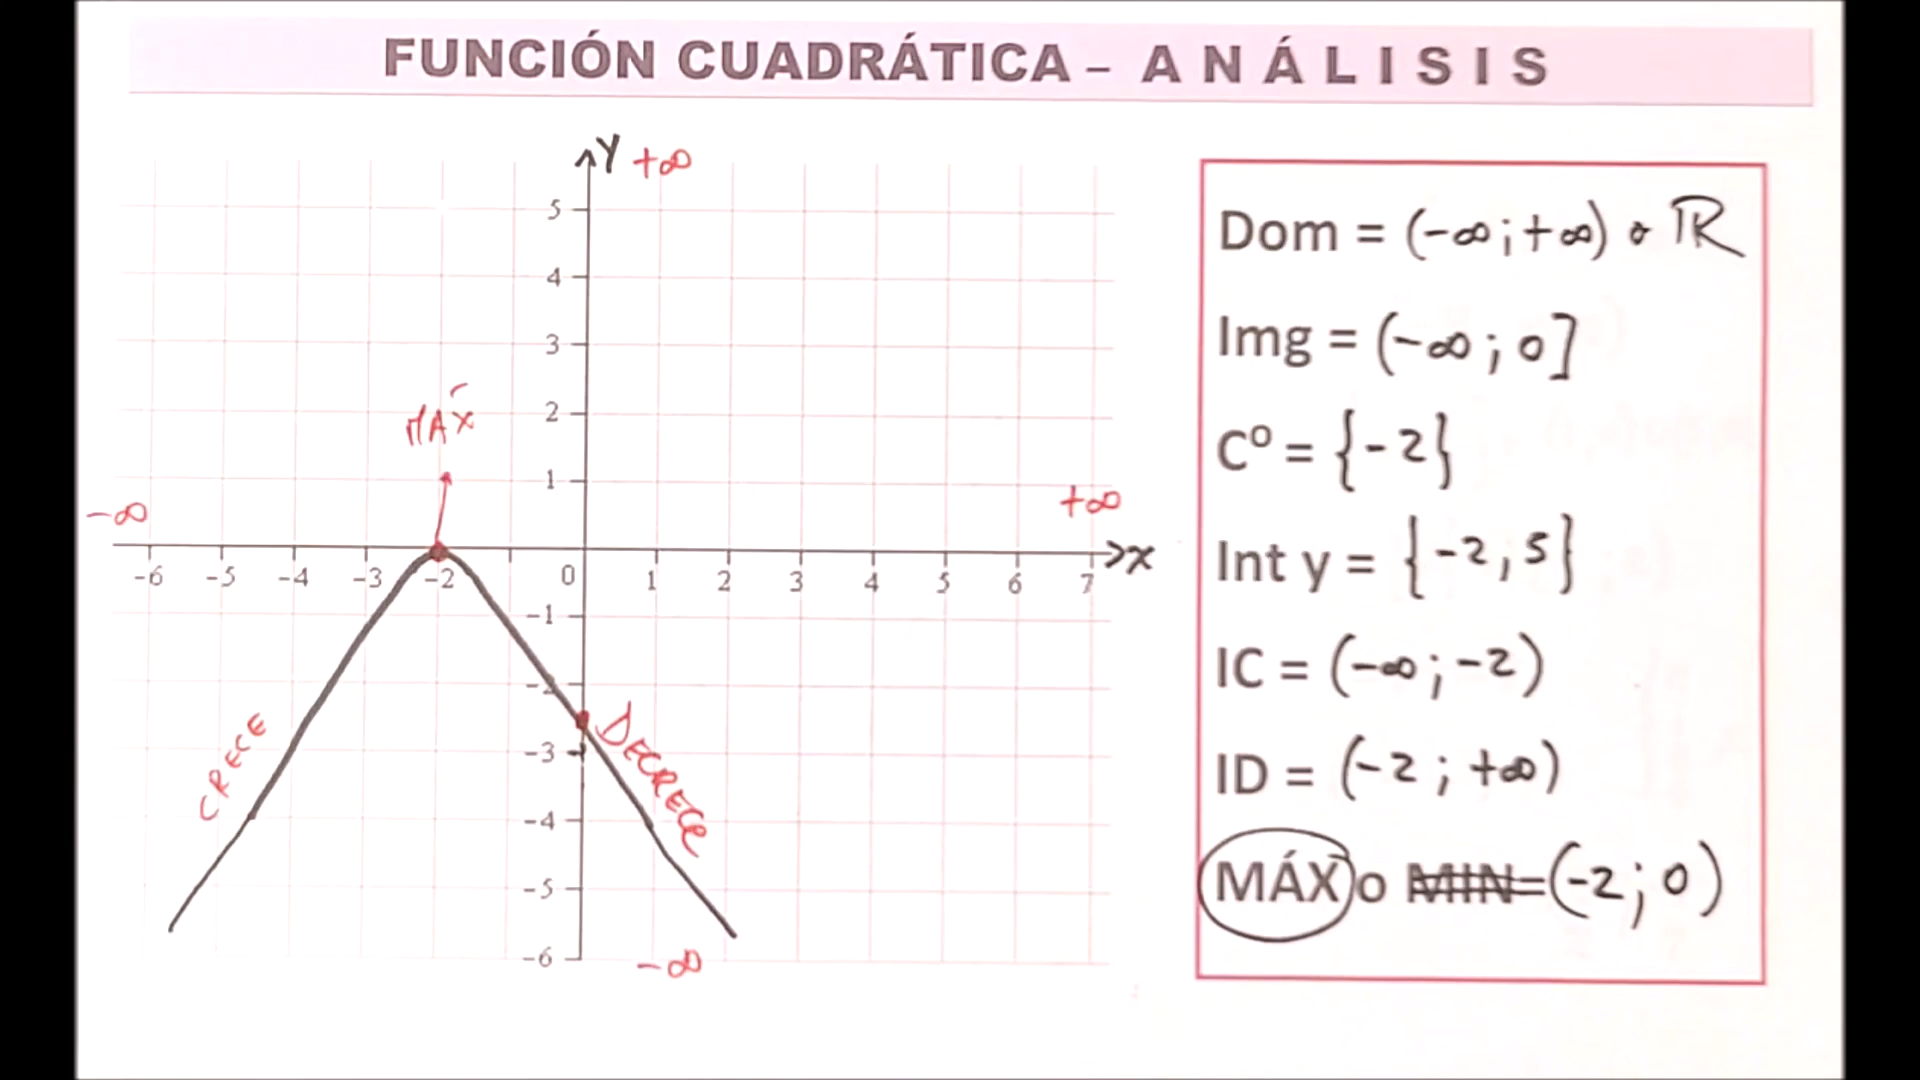 FUNCIÓN CUADRÁTICA – ANÁLISIS
Y +∞
5
4
3
2
1
MÁX
-∞
+∞
-6 -5 -4 -3 -2 0 1 2 3 4 5 6 7 x
-1
-2
-3
-4
-5
-6
CRECE
DECRECE
-∞
Dom = (-∞;+∞) o ℝ
Img = (-∞; 0]
C⁰ = {-2}
Int y = {-2,5}
IC = (-∞; -2)
ID = (-2; +∞)
MÁX o MIN = (-2; 0)